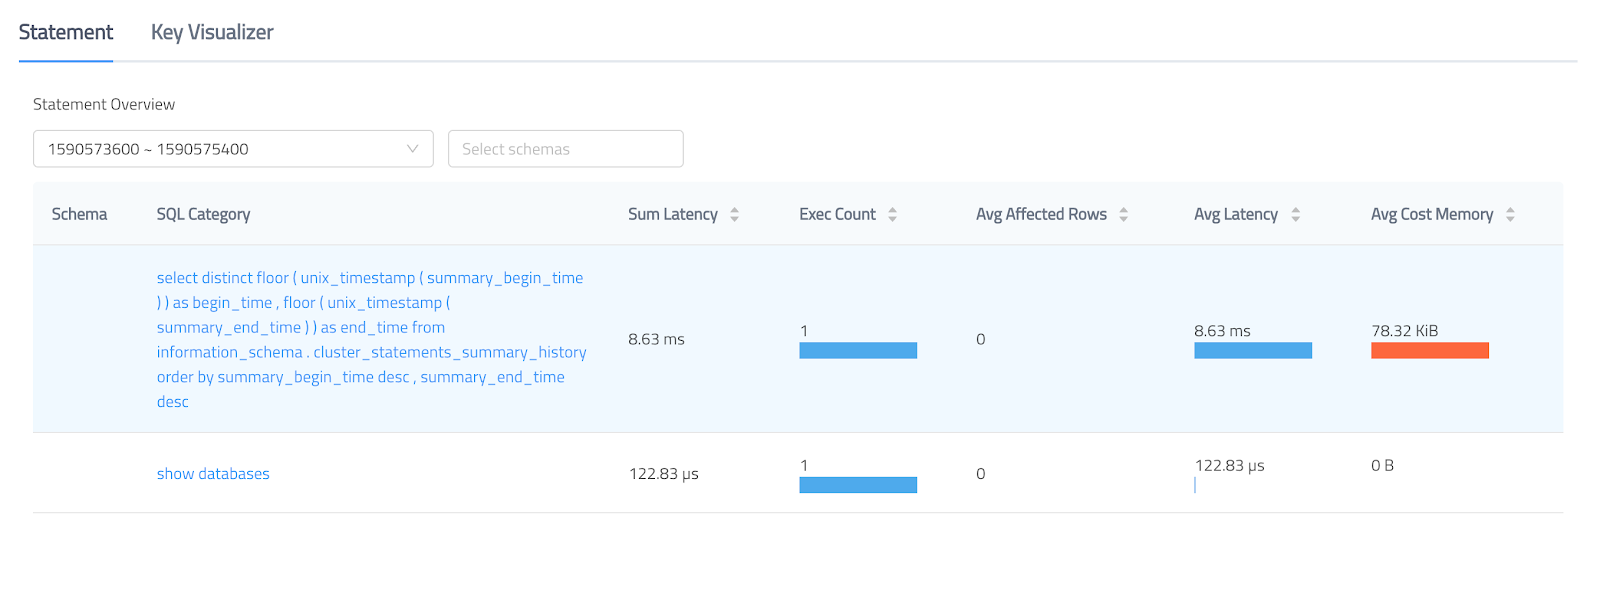 Statement Key Visualizer
Statement Overview
1590573600 ~ 1590575400 Select schemas
Schema SQL Category Sum Latency Exec Count Avg Affected Rows Avg Latency Avg Cost Memory
select distinct floor ( unix_timestamp ( summary_begin_time
) ) as begin_time , floor ( unix_timestamp (
summary_end_time ) ) as end_time from
information_schema . cluster_statements_summary_history
order by summary_begin_time desc , summary_end_time
desc
8.63 ms 1 0 8.63 ms 78.32 KiB
show databases 122.83 µs 1 0 122.83 µs 0 B